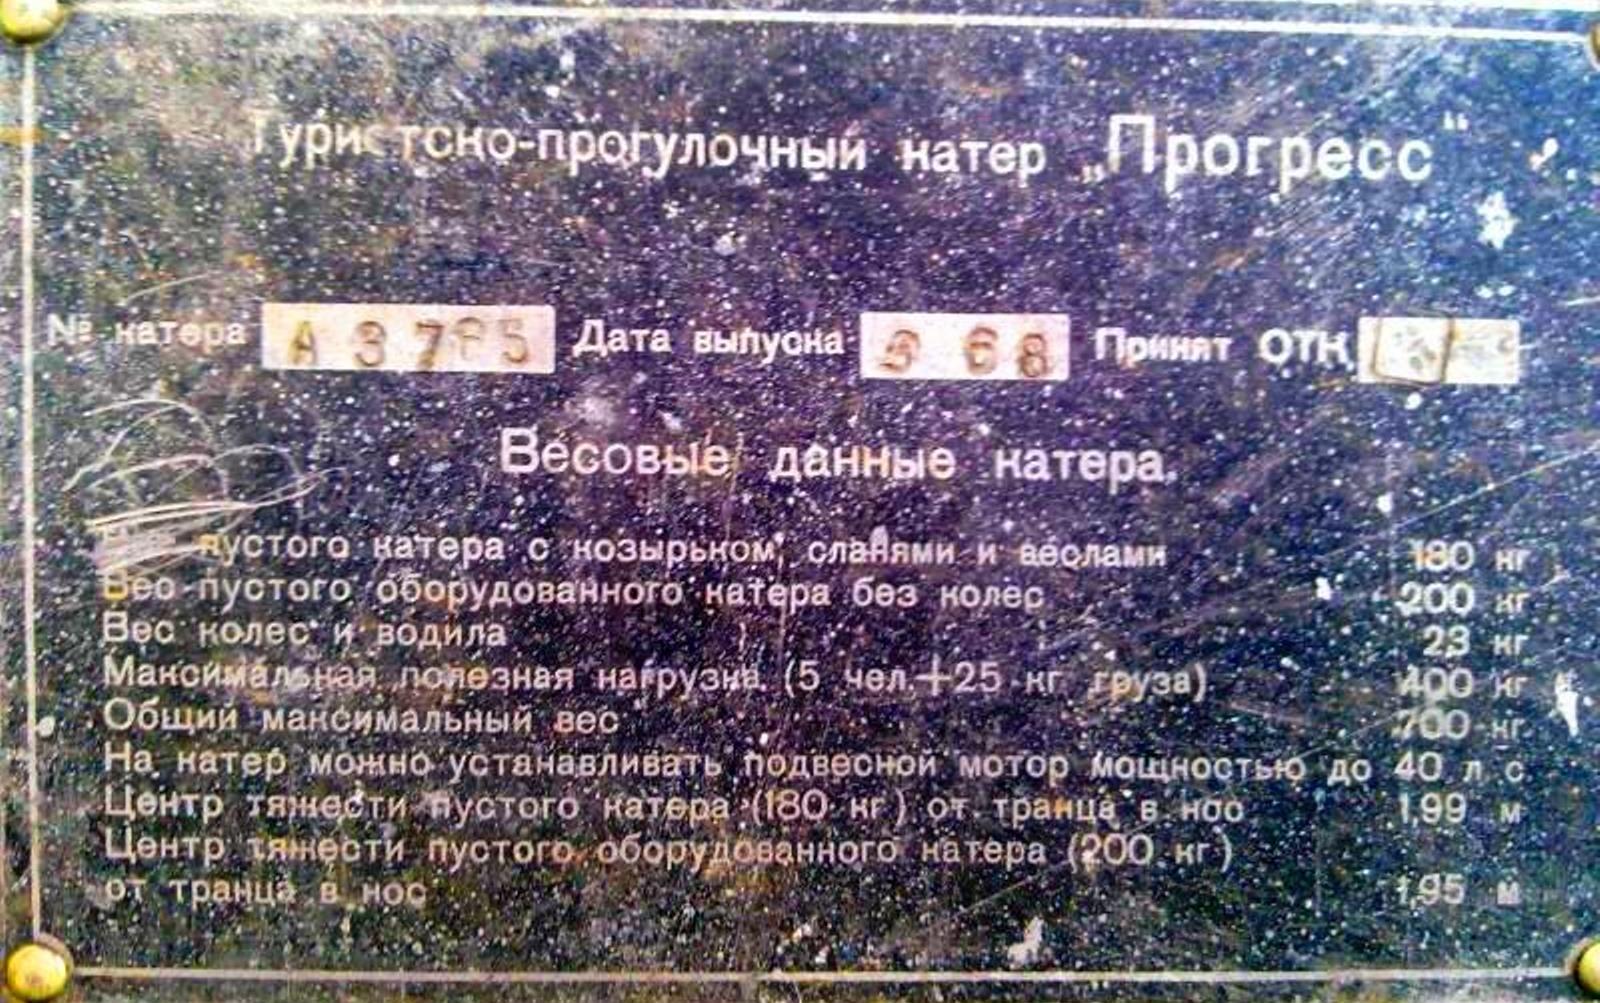 Туристско-прогулочный катер „Прогресс“
№ катера А 3785 Дата выпуска 68 Принят ОТК
Весовые данные катера.
пустого катера с козырьком, сланями и веслами 180 кг
Вес пустого оборудованного катера без колес 200 кг
Вес колес и водила 23 кг
Максимальная полезная нагрузка (5 чел.+25 кг груза) 400 кг
Общий максимальный вес 700 кг
На катер можно устанавливать подвесной мотор мощностью до 40 л с
Центр тяжести пустого катера (180 кг) от транца в нос 1,99 м
Центр тяжести пустого оборудованного катера (200 кг)
от транца в нос 1,95 м